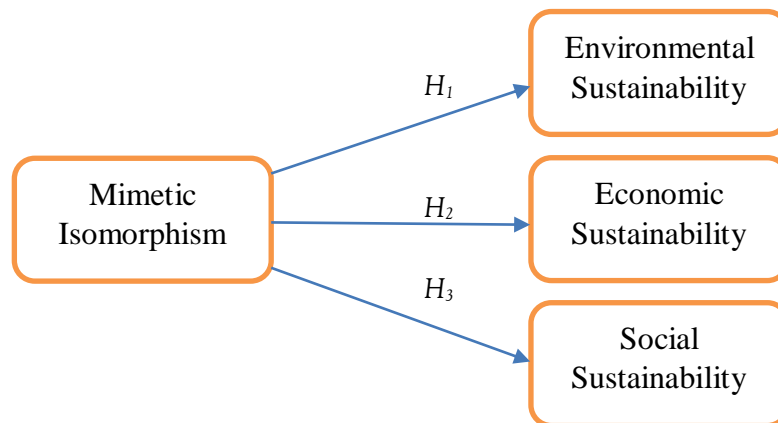 Environmental
Sustainability
H₁
Mimetic
Isomorphism
H₂
Economic
Sustainability
H₃
Social
Sustainability